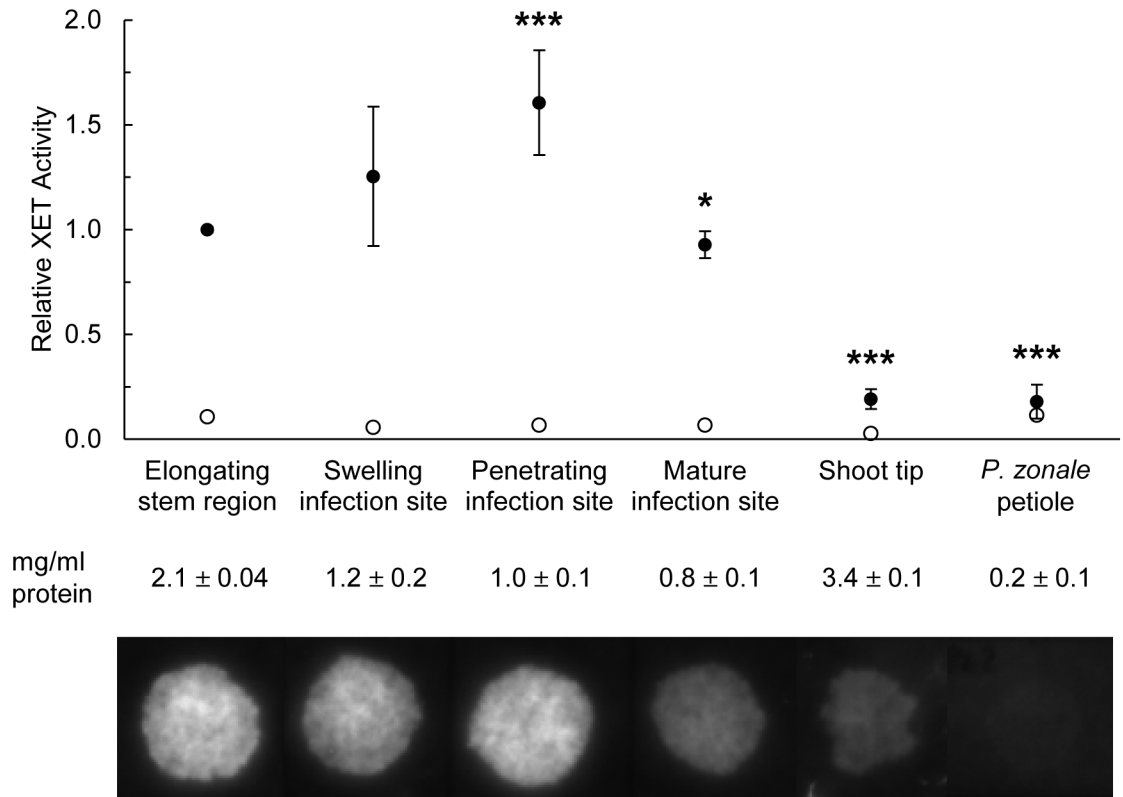 2.0
1.5
1.0
0.5
0.0
Relative XET Activity
***
*
***
***
Elongating
stem region
Swelling
infection site
Penetrating
infection site
Mature
infection site
Shoot tip
P. zonale
petiole
mg/ml
protein
2.1 ± 0.04
1.2 ± 0.2
1.0 ± 0.1
0.8 ± 0.1
3.4 ± 0.1
0.2 ± 0.1